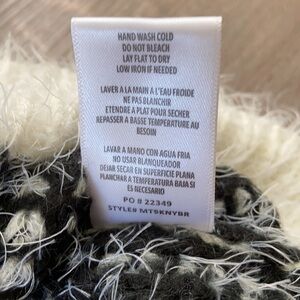 HAND WASH COLD
DO NOT BLEACH
LAY FLAT TO DRY
LOW IRON IF NEEDED
LAVER A LA MAIN A L'EAU FROIDE
NE PAS BLANCHIR
ETENDRE A PLAT POUR SECHER
REPASSER A BASSE TEMPERATURE AU
BESOIN
LAVAR A MANO CON AGUA FRIA
NO USAR BLANQUEADOR
DEJAR SECAR EN SUPERFICIE PLANA
PLANCHAR A TEMPERATURA BAJA SI
ES NECESARIO
PO # 22349
STYLE# MT5KNYBR